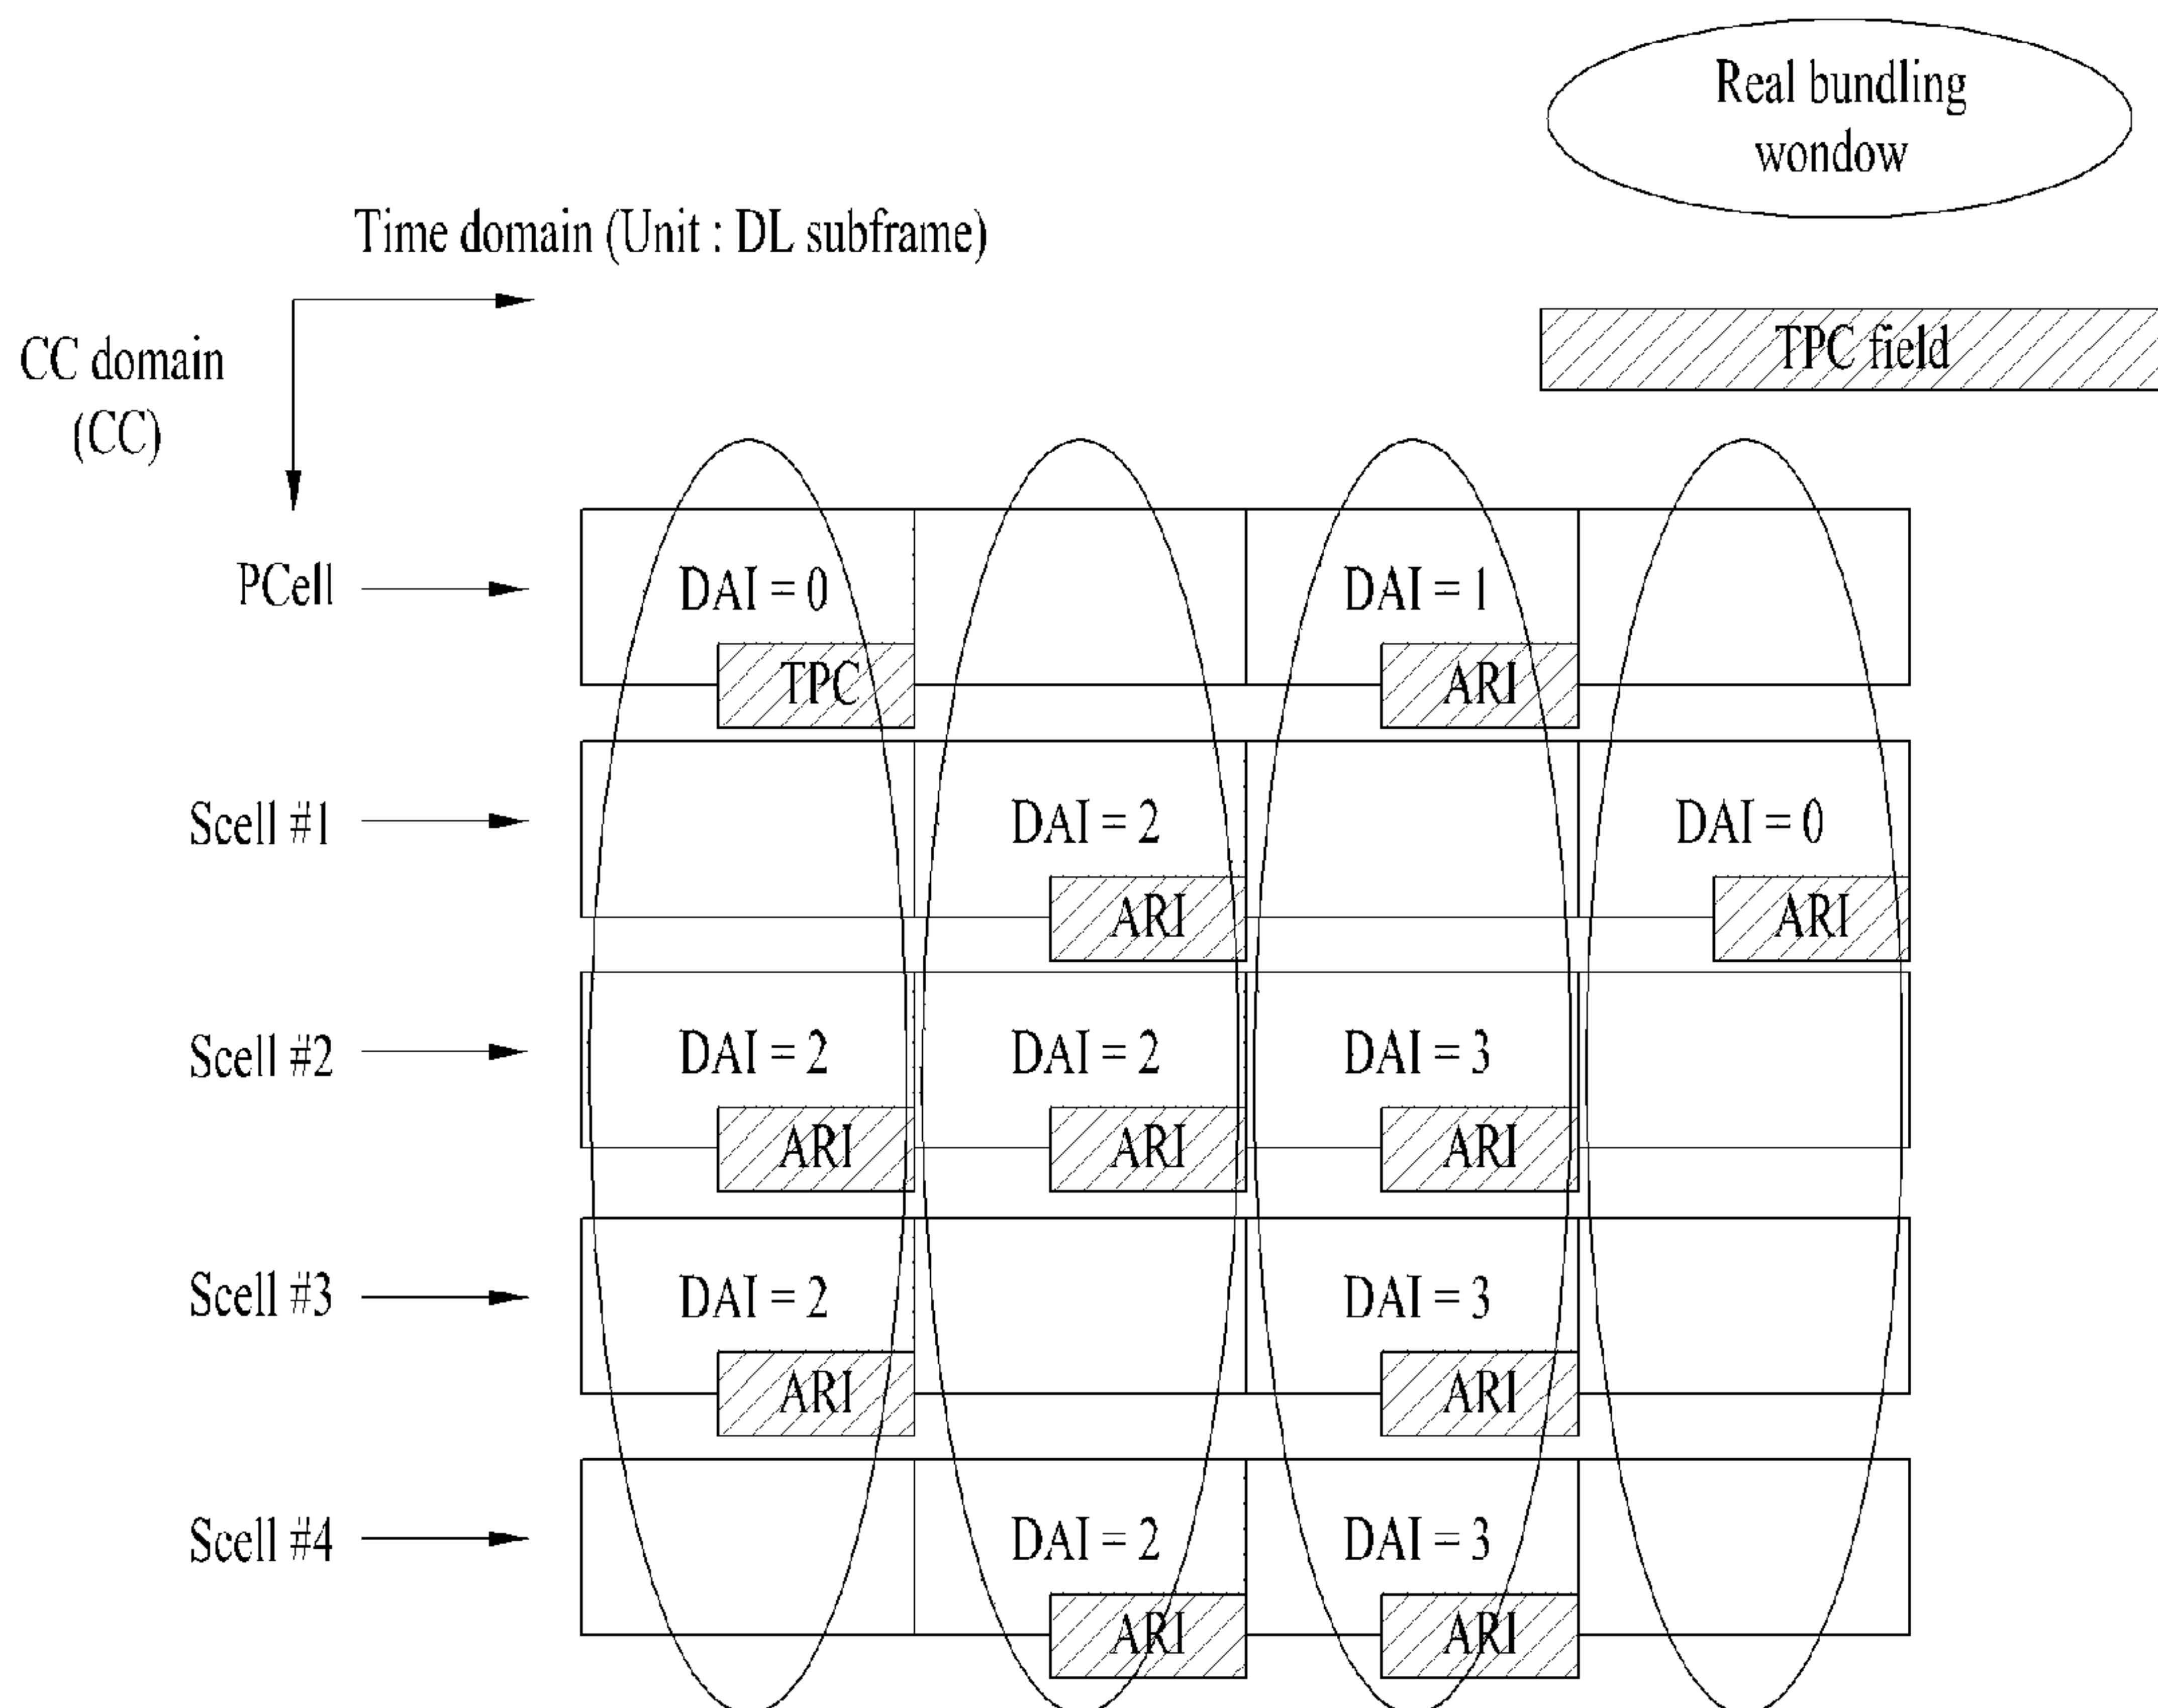 Real bundling
wondow
Time domain (Unit : DL subframe)
TPC field
CC domain
(CC)
PCell
DAI = 0
DAI = 1
TPC
ARI
Scell #1
DAI = 2
DAI = 0
ARI
ARI
Scell #2
DAI = 2
DAI = 2
DAI = 3
ARI
ARI
ARI
Scell #3
DAI = 2
DAI = 3
ARI
ARI
Scell #4
DAI = 2
DAI = 3
ARI
ARI